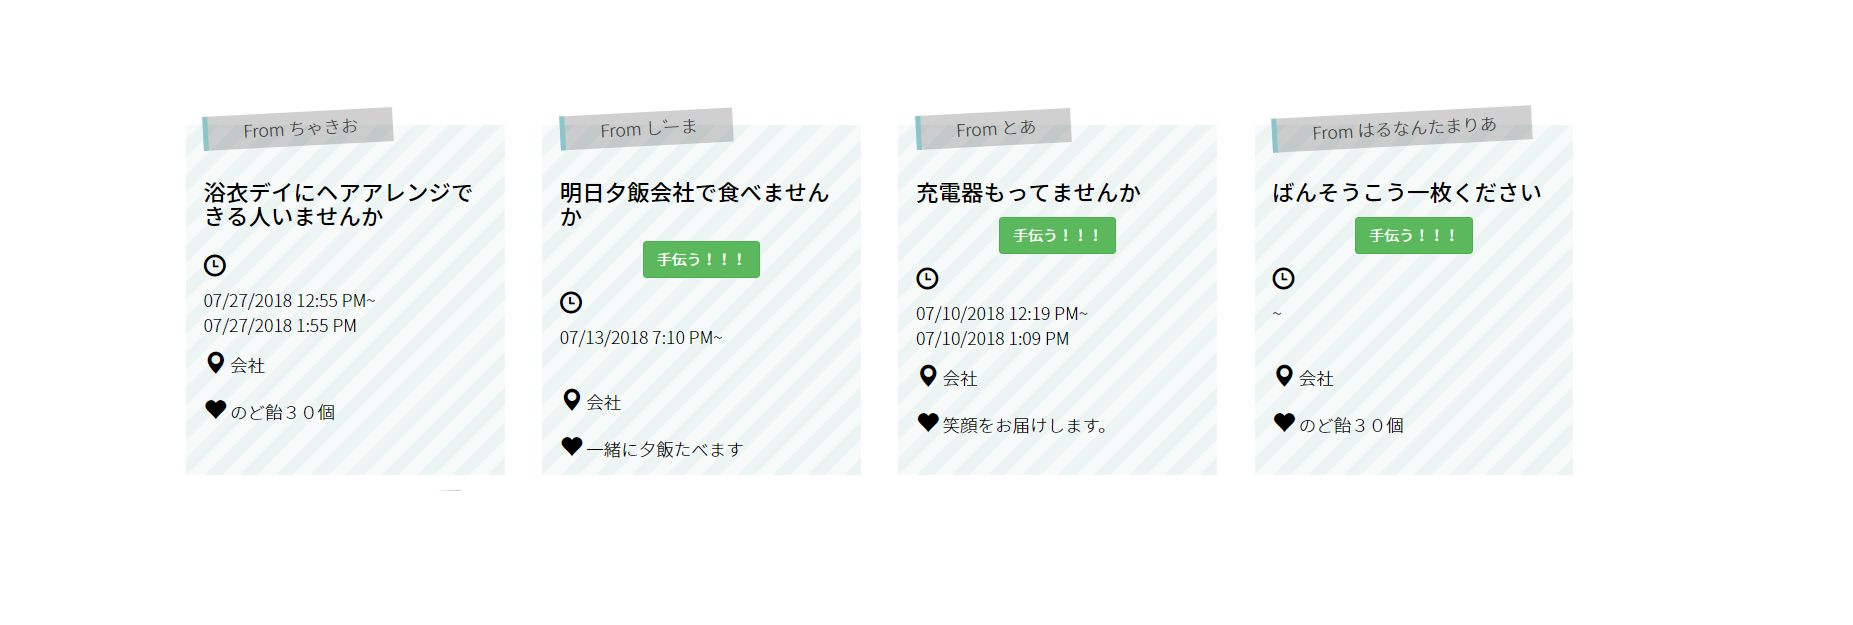 From ちゃきお
浴衣デイにヘアアレンジで
きる人いませんか
07/27/2018 12:55 PM~
07/27/2018 1:55 PM
会社
のど飴３０個
From じーま
明日夕飯会社で食べません
か
手伝う！！！
07/13/2018 7:10 PM~
会社
一緒に夕飯たべます
From とあ
充電器もってませんか
手伝う！！！
07/10/2018 12:19 PM~
07/10/2018 1:09 PM
会社
笑顔をお届けします。
From はるなんたまりあ
ばんそうこう一枚ください
手伝う！！！
~
会社
のど飴３０個